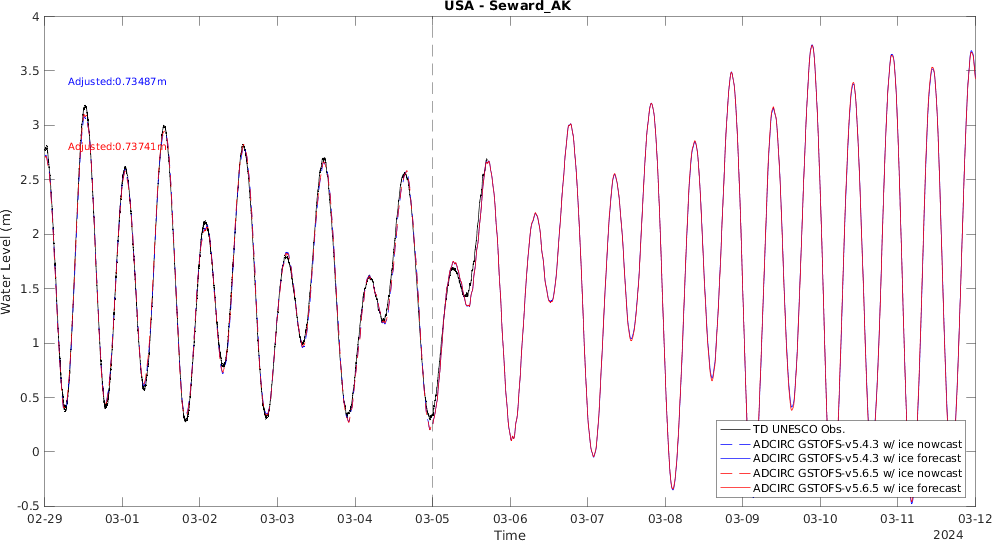 USA - Seward_AK
4
3.5
3
2.5
2
1.5
1
0.5
0
-0.5
Water Level (m)
Adjusted:0.73487m
Adjusted:0.73741m
TD UNESCO Obs.
ADCIRC GSTOFS-v5.4.3 w/ ice nowcast
ADCIRC GSTOFS-v5.4.3 w/ ice forecast
ADCIRC GSTOFS-v5.6.5 w/ ice nowcast
ADCIRC GSTOFS-v5.6.5 w/ ice forecast
02-29 03-01 03-02 03-03 03-04 03-05 03-06 03-07 03-08 03-09 03-10 03-11 03-12
Time
2024